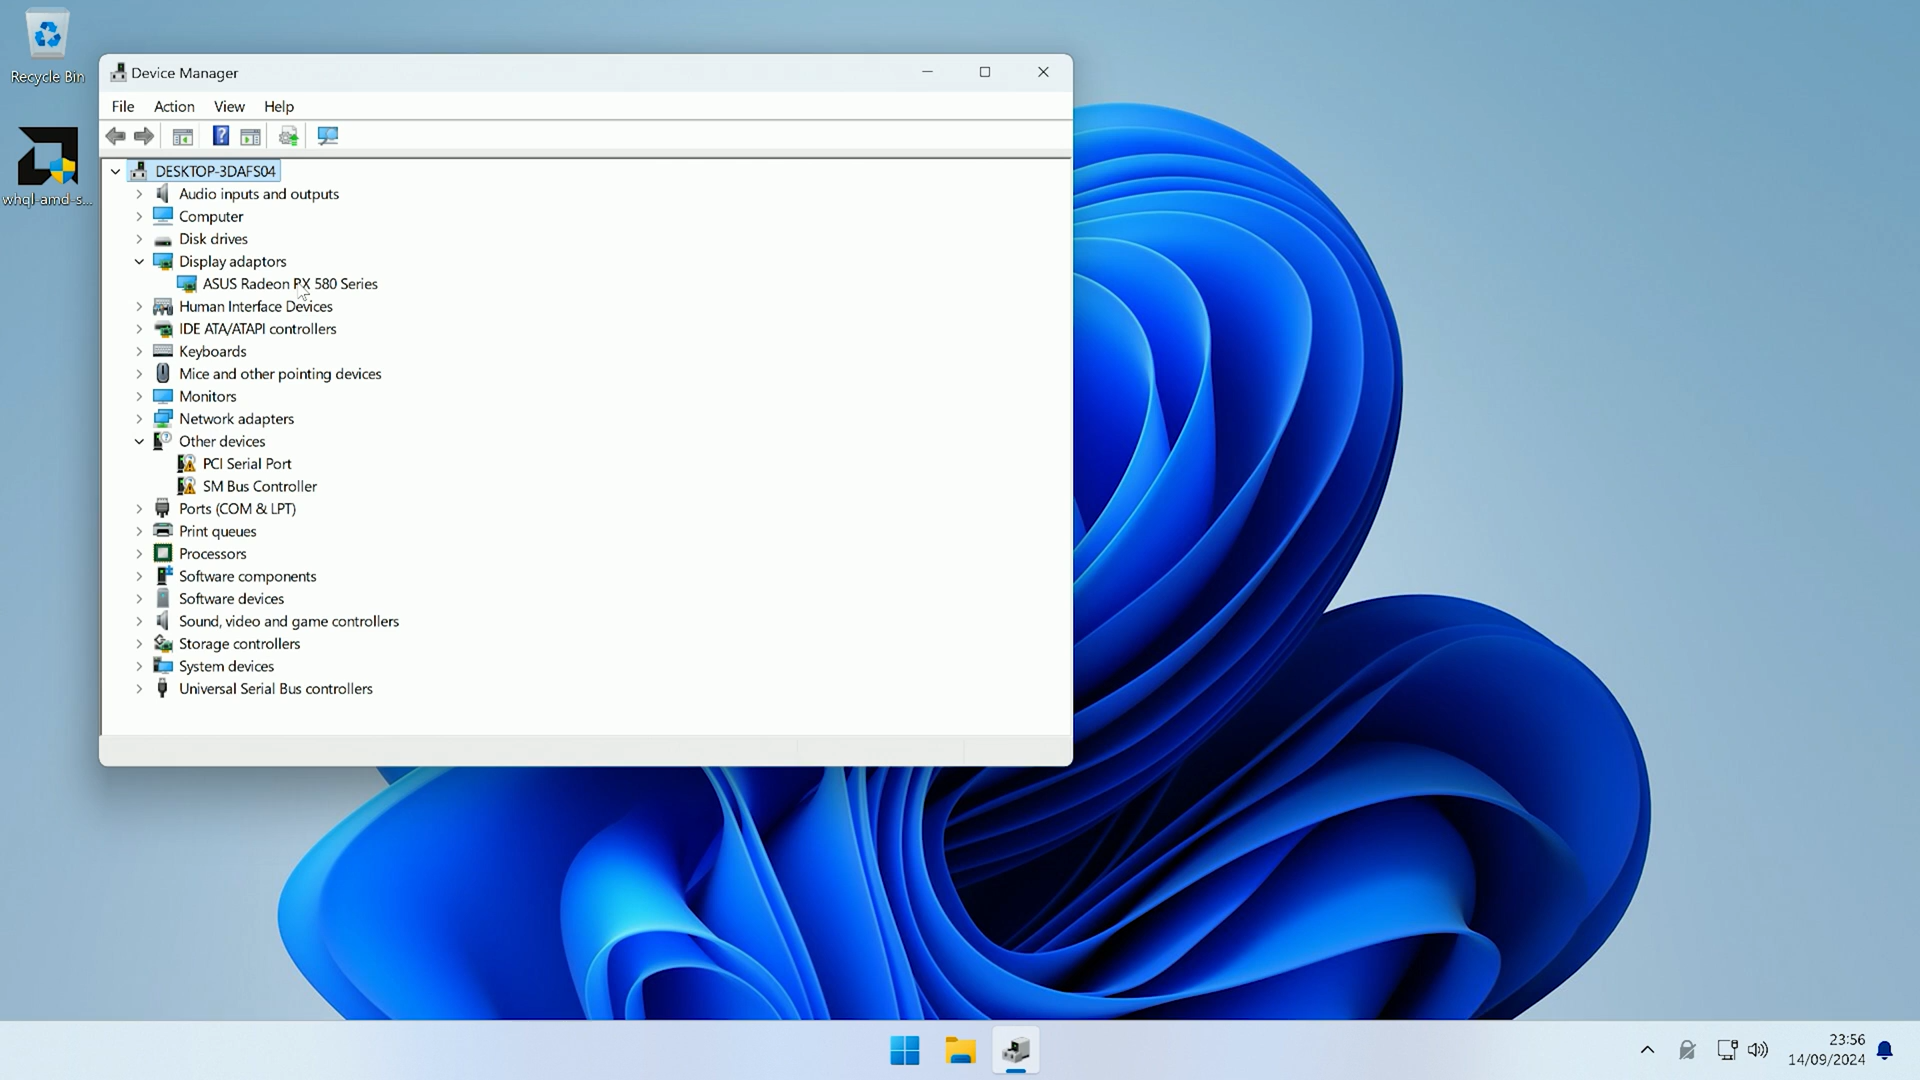 Recycle Bin
whql-amd-s...
Device Manager
File Action View Help
DESKTOP-3DAFS04
Audio inputs and outputs
Computer
Disk drives
Display adaptors
ASUS Radeon RX 580 Series
Human Interface Devices
IDE ATA/ATAPI controllers
Keyboards
Mice and other pointing devices
Monitors
Network adapters
Other devices
PCI Serial Port
SM Bus Controller
Ports (COM & LPT)
Print queues
Processors
Software components
Software devices
Sound, video and game controllers
Storage controllers
System devices
Universal Serial Bus controllers
23:56
14/09/2024